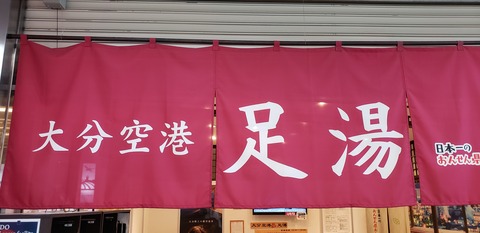 大分空港
足湯
日本一の
おんせん県